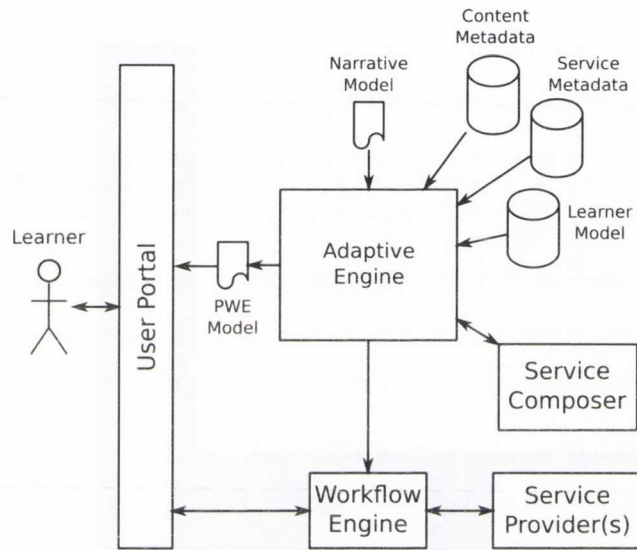 Content
Metadata
Narrative
Model
Service
Metadata
Learner
Model
Learner
User Portal
PWE
Model
Adaptive
Engine
Service
Composer
Workflow
Engine
Service
Provider(s)